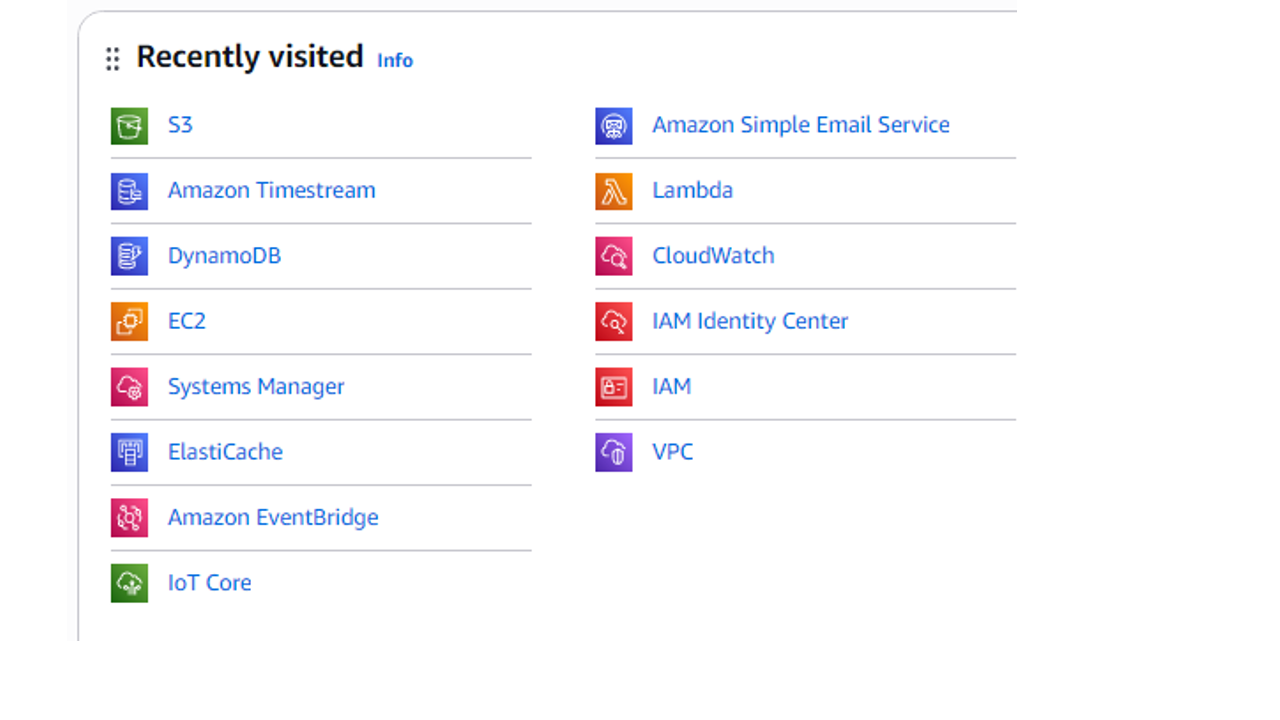 Recently visited Info
S3
Amazon Timestream
DynamoDB
EC2
Systems Manager
ElastiCache
Amazon EventBridge
IoT Core
Amazon Simple Email Service
Lambda
CloudWatch
IAM Identity Center
IAM
VPC